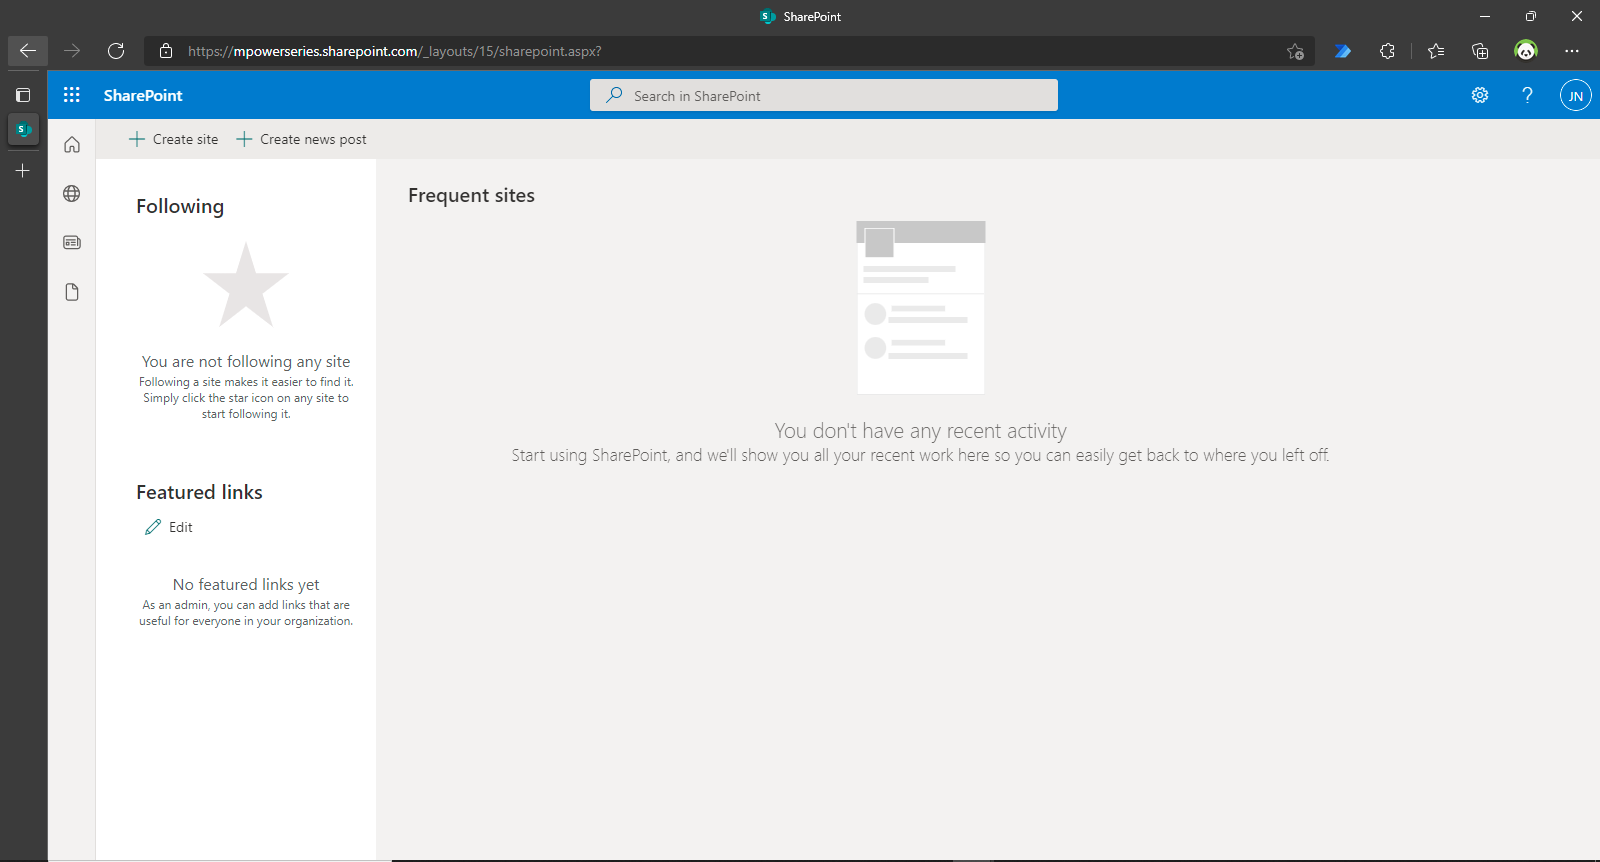 SharePoint
https://mpowerseries.sharepoint.com/_layouts/15/sharepoint.aspx?
SharePoint
Search in SharePoint
?
JN
Create site
Create news post
Following
You are not following any site
Following a site makes it easier to find it.
Simply click the star icon on any site to
start following it.
Featured links
Edit
No featured links yet
As an admin, you can add links that are
useful for everyone in your organization.
Frequent sites
You don't have any recent activity
Start using SharePoint, and we'll show you all your recent work here so you can easily get back to where you left off.